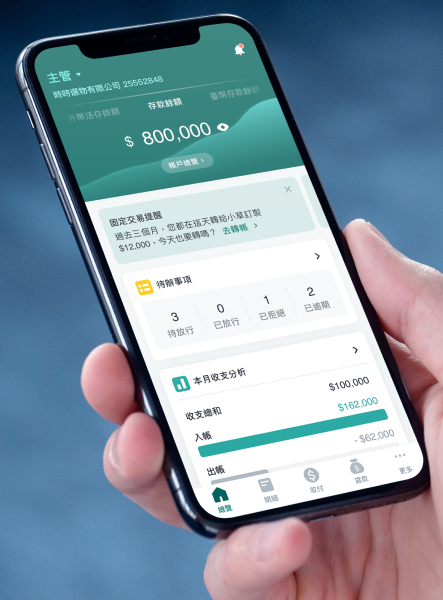 主管
時時選物有限公司 25552848
外幣活存餘額 存款餘額 臺幣存款餘額
$ 800,000
帳戶總覽 >
固定交易提醒
過去三個月，您都在這天轉給小草訂製
$12,000，今天也要轉嗎？ 去轉帳 >
待辦事項
3 0 1 2
待放行 已放行 已拒絕 已逾期
本月收支分析
收支總和 $100,000
入帳 $162,000
出帳 - $62,000
總覽 明細 收付 貸款 更多